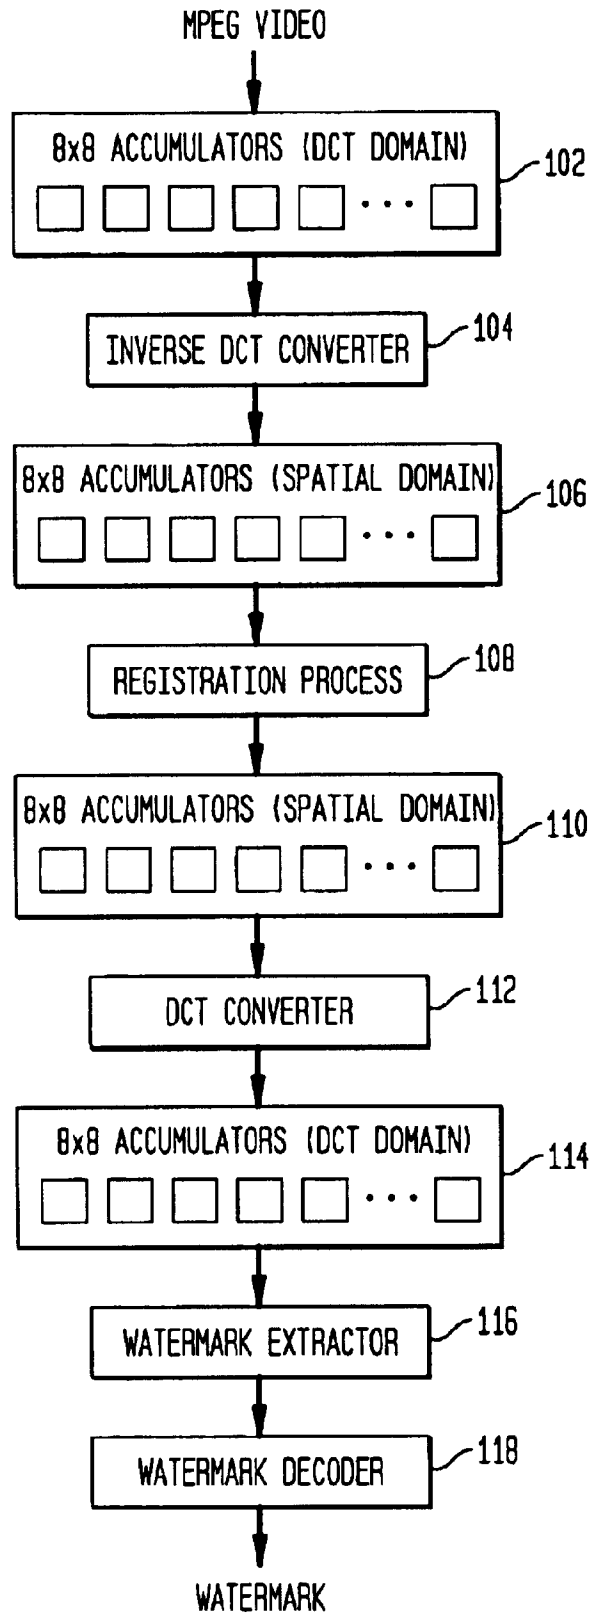 MPEG VIDEO
8x8 ACCUMULATORS (DCT DOMAIN)
102
INVERSE DCT CONVERTER
104
8x8 ACCUMULATORS (SPATIAL DOMAIN)
106
REGISTRATION PROCESS
108
8x8 ACCUMULATORS (SPATIAL DOMAIN)
110
DCT CONVERTER
112
8x8 ACCUMULATORS (DCT DOMAIN)
114
WATERMARK EXTRACTOR
116
WATERMARK DECODER
118
WATERMARK